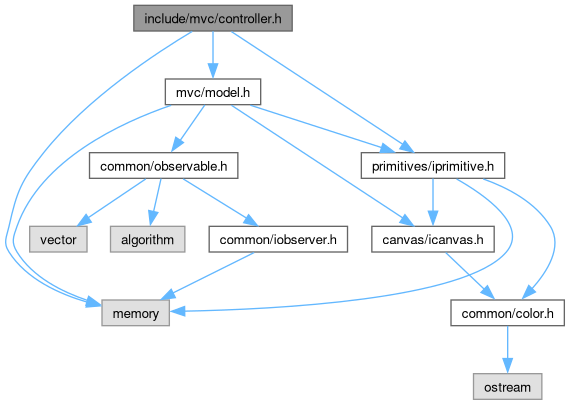 include/mvc/controller.h
mvc/model.h
common/observable.h
primitives/iprimitive.h
vector
algorithm
common/iobserver.h
canvas/icanvas.h
memory
common/color.h
ostream